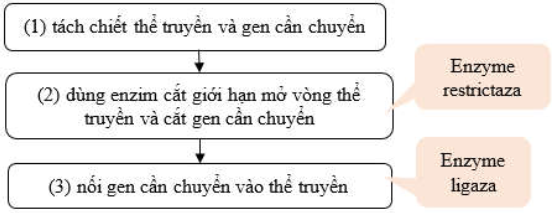 (1) tách chiết thể truyền và gen cần chuyển
(2) dùng enzim cắt giới hạn mở vòng thể
truyền và cắt gen cần chuyển
Enzyme
restrictaza
(3) nối gen cần chuyển vào thể truyền
Enzyme
ligaza